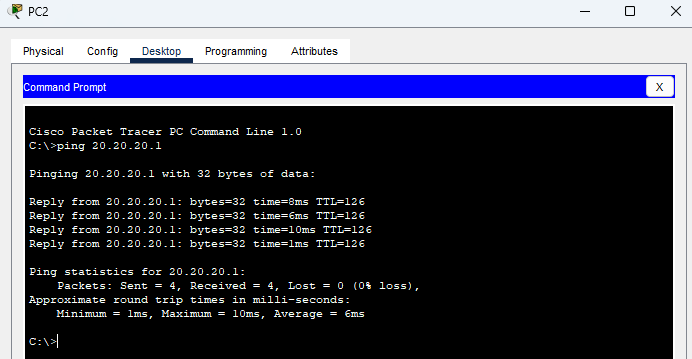 PC2
Physical Config Desktop Programming Attributes
Command Prompt X
Cisco Packet Tracer PC Command Line 1.0
C:\>ping 20.20.20.1
Pinging 20.20.20.1 with 32 bytes of data:
Reply from 20.20.20.1: bytes=32 time=8ms TTL=126
Reply from 20.20.20.1: bytes=32 time=6ms TTL=126
Reply from 20.20.20.1: bytes=32 time=10ms TTL=126
Reply from 20.20.20.1: bytes=32 time=1ms TTL=126
Ping statistics for 20.20.20.1:
Packets: Sent = 4, Received = 4, Lost = 0 (0% loss),
Approximate round trip times in milli-seconds:
Minimum = 1ms, Maximum = 10ms, Average = 6ms
C:\>